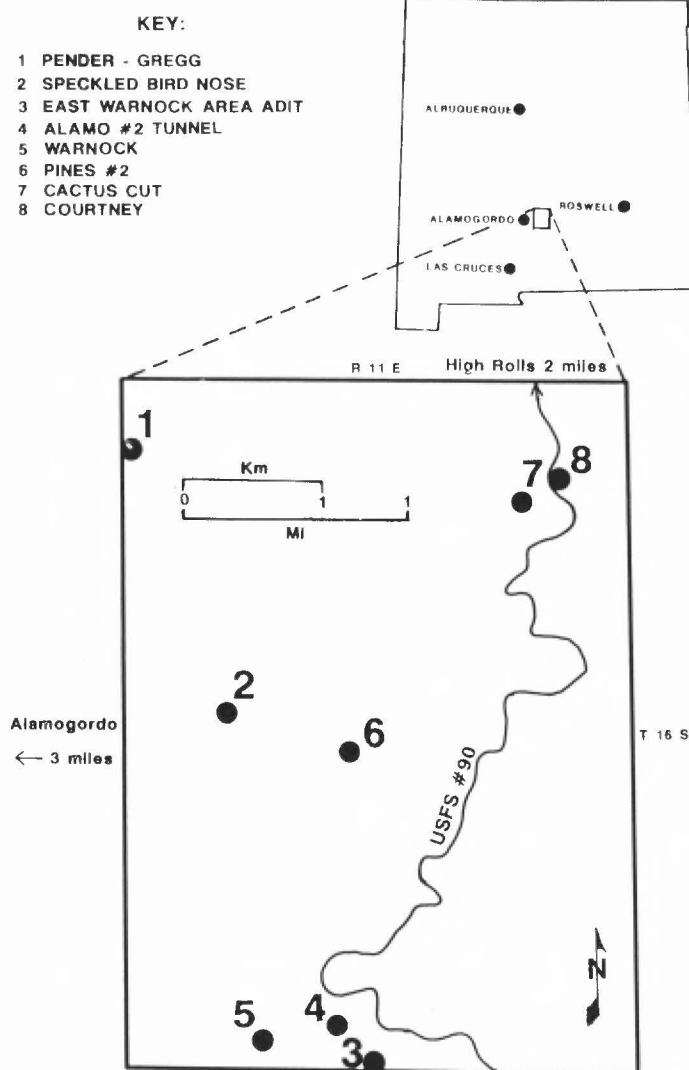 KEY:
1 PENDER - GREGG
2 SPECKLED BIRD NOSE
3 EAST WARNOCK AREA ADIT
4 ALAMO #2 TUNNEL
5 WARNOCK
6 PINES #2
7 CACTUS CUT
8 COURTNEY
ALBUQUERQUE
ROSWELL
ALAMOGORDO
LAS CRUCES
R 11 E
High Rolls 2 miles
1
Km
0 1 1
Mi
7
8
2
6
Alamogordo
← 3 miles
T 16 S
USFS #90
N
5
4
3